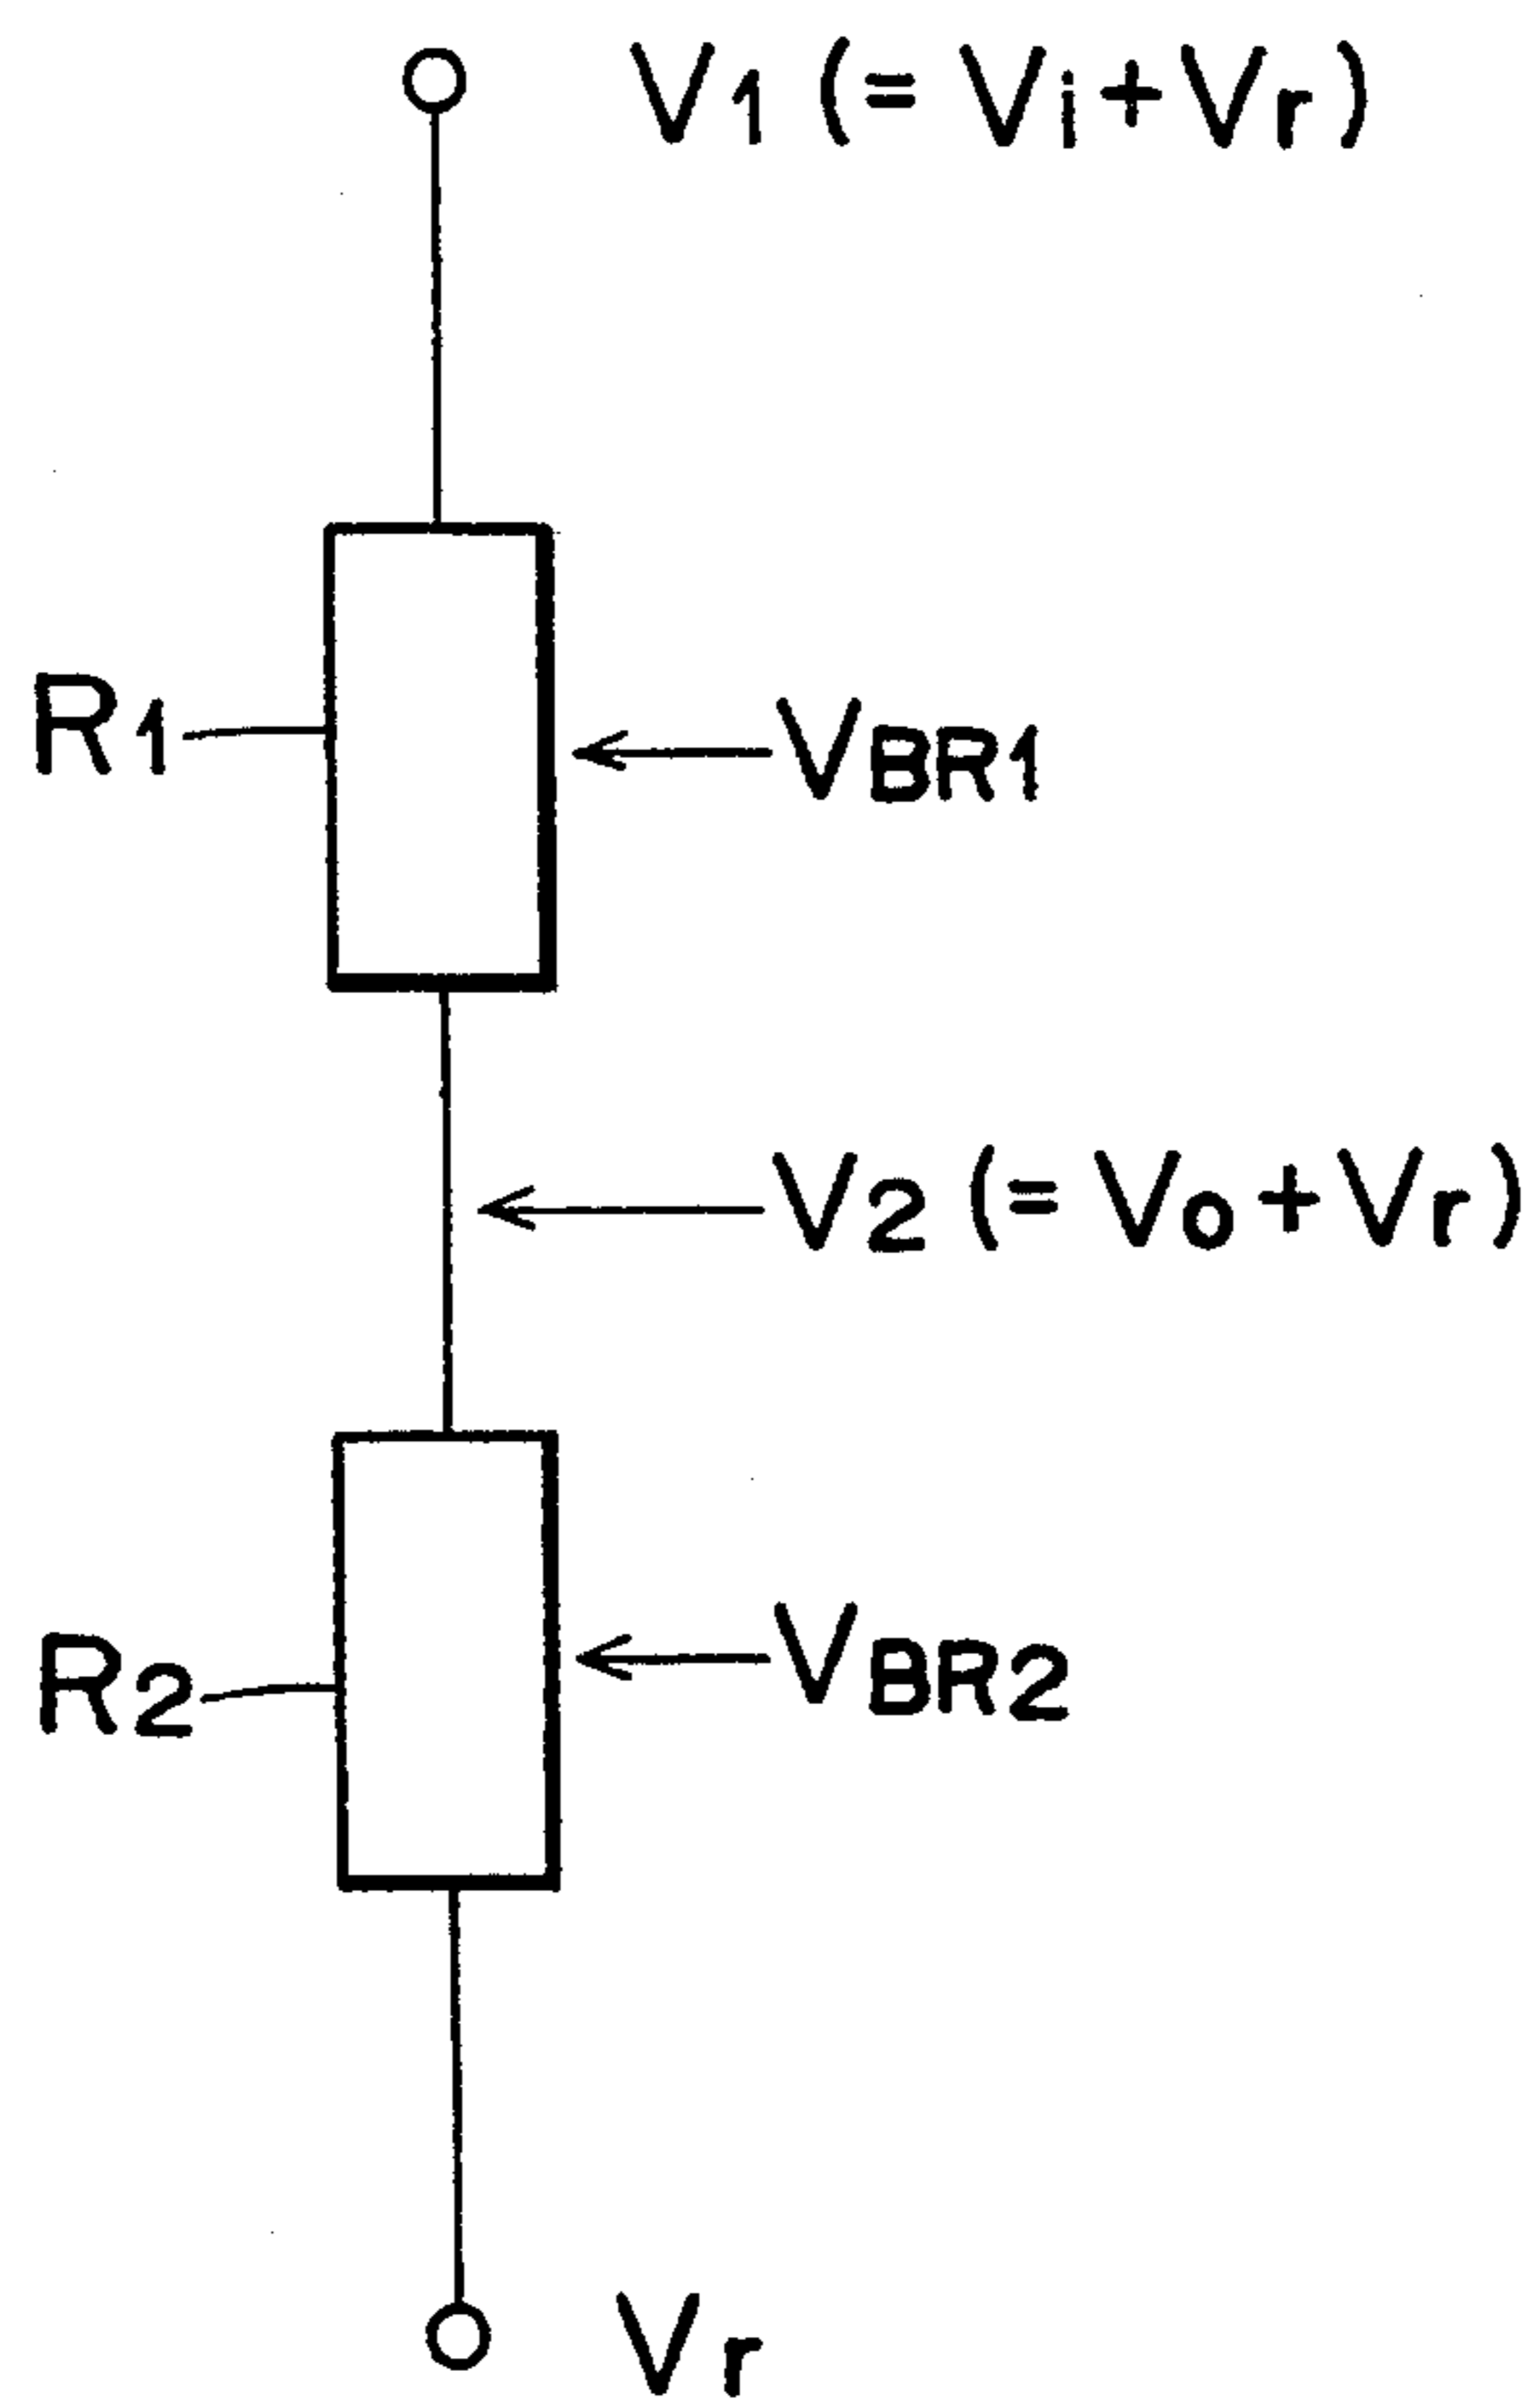 V1 (= Vi + Vr)
R1
VBR1
V2 (= Vo + Vr)
R2
VBR2
Vr